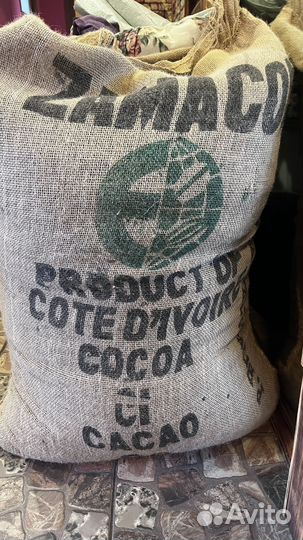 ZAMACO
PRODUCT OF
COTE D'IVOIRE
COCOA
CI
CACAO
Avito